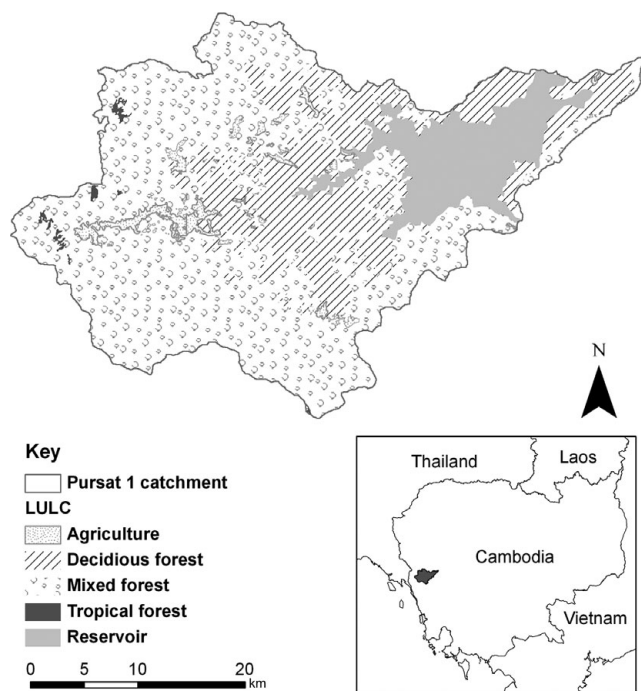 N
Key
Pursat 1 catchment
LULC
Agriculture
Decidious forest
Mixed forest
Tropical forest
Reservoir
0 5 10 20
km
Thailand
Laos
Cambodia
Vietnam